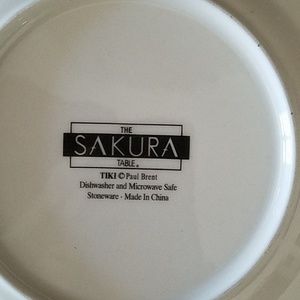 THE
SAKURA
TABLE®
TIKI © Paul Brent
Dishwasher and Microwave Safe
Stoneware - Made In China